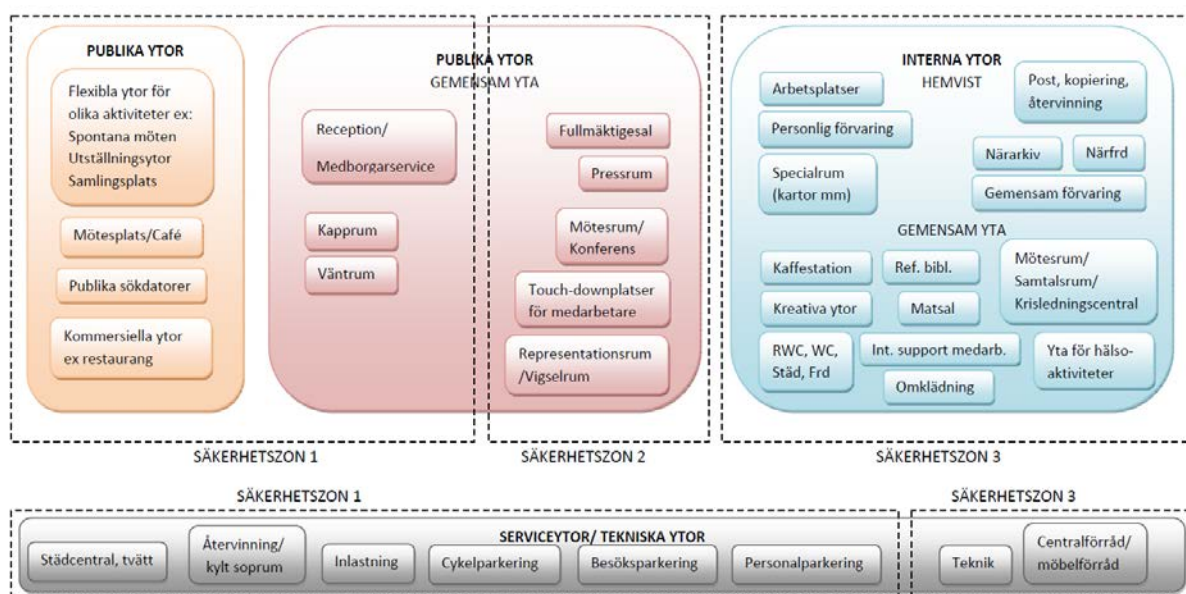 PUBLIKA YTOR
Flexibla ytor för
olika aktiviteter ex:
Spontana möten
Utställningsytor
Samlingsplats
Mötesplats/Café
Publika sökdatorer
Kommersiella ytor
ex restaurang
PUBLIKA YTOR
GEMENSAM YTA
Reception/
Medborgarservice
Kapprum
Väntrum
Fullmäktigesal
Pressrum
Mötesrum/
Konferens
Touch-downplatser
för medarbetare
Representationsrum
/Vigselrum
INTERNA YTOR
HEMVIST
Arbetsplatser
Personlig förvaring
Specialrum
(kartor mm)
Post, kopiering,
återvinning
Närarkiv
Närfrd
Gemensam förvaring
GEMENSAM YTA
Kaffestation
Ref. bibl.
Mötesrum/
Samtalsrum/
Krisledningscentral
Kreativa ytor
Matsal
RWC, WC,
Städ, Frd
Int. support medarb.
Omklädning
Yta för hälso-
aktiviteter
SÄKERHETSZON 1
SÄKERHETSZON 2
SÄKERHETSZON 3
SÄKERHETSZON 1
SÄKERHETSZON 3
SERVICEYTOR/ TEKNISKA YTOR
Städcentral, tvätt
Återvinning/
kylt soprum
Inlastning
Cykelparkering
Besöksparkering
Personalparkering
Teknik
Centralförråd/
möbelförråd